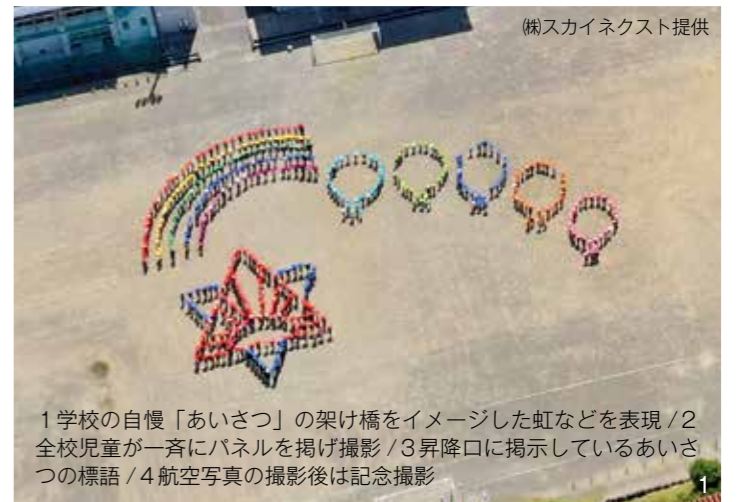 ㈱スカイネクスト提供
1学校の自慢「あいさつ」の架け橋をイメージした虹などを表現/2
全校児童が一斉にパネルを掲げ撮影/3昇降口に掲示しているあいさ
つの標語/4航空写真の撮影後は記念撮影
1